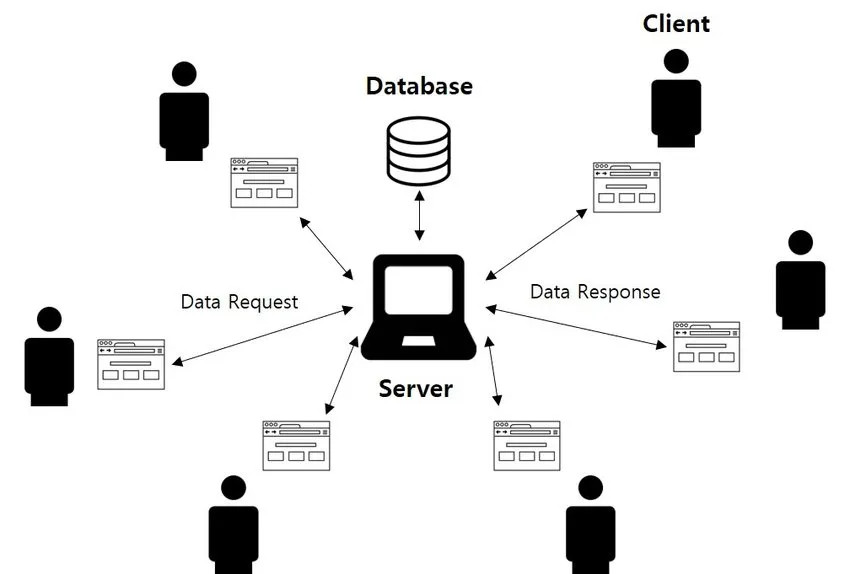 Client
Database
Data Request
Data Response
Server